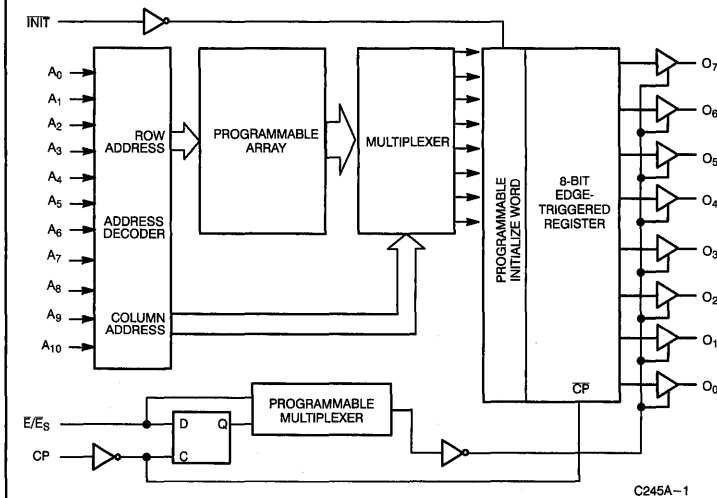 INIT
A0
A1
A2
A3
A4
A5
A6
A7
A8
A9
A10
ROW
ADDRESS
ADDRESS
DECODER
COLUMN
ADDRESS
PROGRAMMABLE
ARRAY
MULTIPLEXER
PROGRAMMABLE
INITIALIZE WORD
8-BIT
EDGE-
TRIGGERED
REGISTER
CP
O7
O6
O5
O4
O3
O2
O1
O0
E/ES
CP
D Q
C
PROGRAMMABLE
MULTIPLEXER
C245A-1